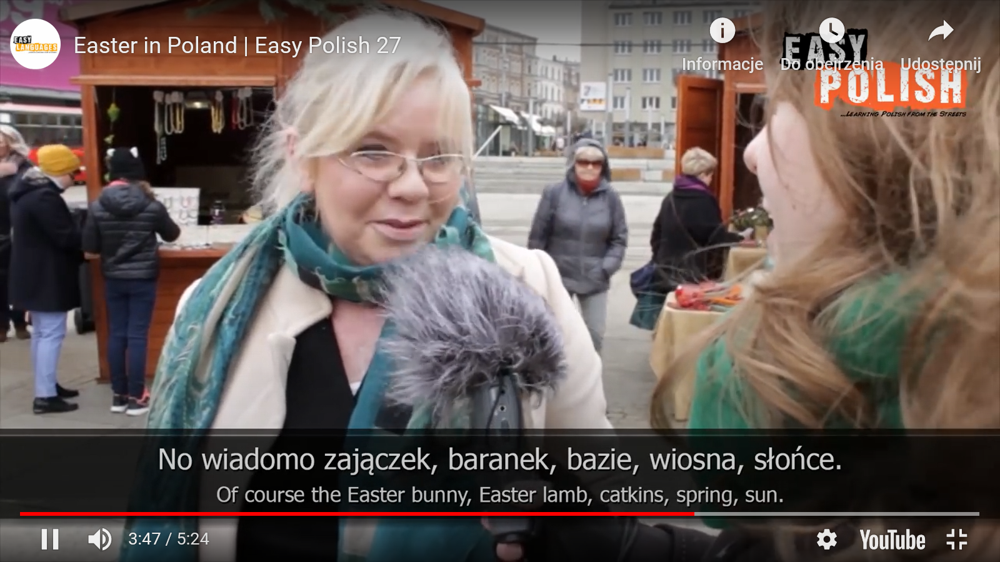 EASY
LANGUAGES
Easter in Poland | Easy Polish 27
Informacje
Do obejrzenia
Udostępnij
EASY
POLISH
...Learning Polish from the Streets
7
No wiadomo zajączek, baranek, bazie, wiosna, słońce.
Of course the Easter bunny, Easter lamb, catkins, spring, sun.
3:47 / 5:24
YouTube